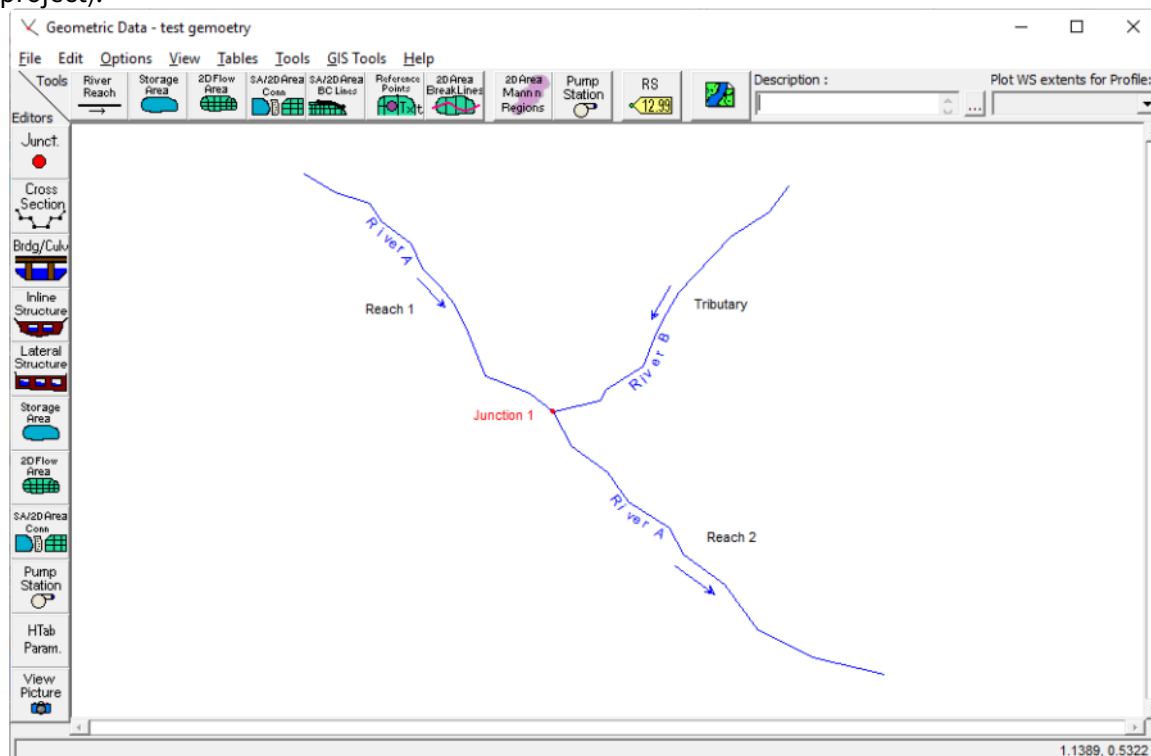 project).
Geometric Data - test gemoetry
File Edit Options View Tables Tools GIS Tools Help
Tools
Editors
River
Reach
Storage
Area
2D Flow
Area
SA/2D Area
Conn
SA/2D Area
BC Lines
Reference
Points
Txt
2D Area
BreakLines
2D Area
Mann n
Regions
Pump
Station
RS
12.99
Description :
...
Plot WS extents for Profile:
Junct.
Cross
Section
Brdg/Culv
Inline
Structure
Lateral
Structure
Storage
Area
2D Flow
Area
SA/2D Area
Conn
Pump
Station
HTab
Param.
View
Picture
River A
Reach 1
Tributary
River B
Junction 1
River A
Reach 2
1.1389, 0.5322